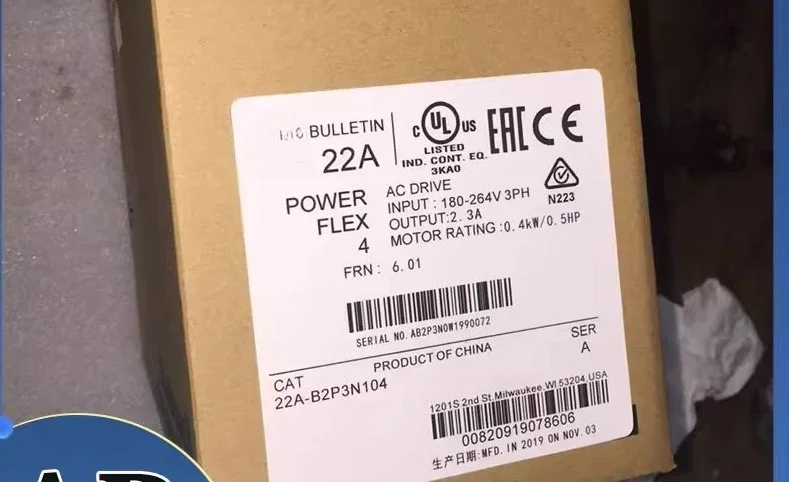 BULLETIN
22A
C UL US
LISTED
IND. CONT. EQ.
3KA0
EAC CE
N223
POWER
FLEX
4
AC DRIVE
INPUT : 180-264V 3PH
OUTPUT:2.3A
MOTOR RATING :0.4kW/0.5HP
FRN : 6.01
SERIAL NO. AB2P3N0W1990072
PRODUCT OF CHINA
SER
A
CAT
22A-B2P3N104
1201S 2nd St.Milwaukee,WI 53204,USA
00820919078606
生产日期:MFD. IN 2019 ON NOV. 03